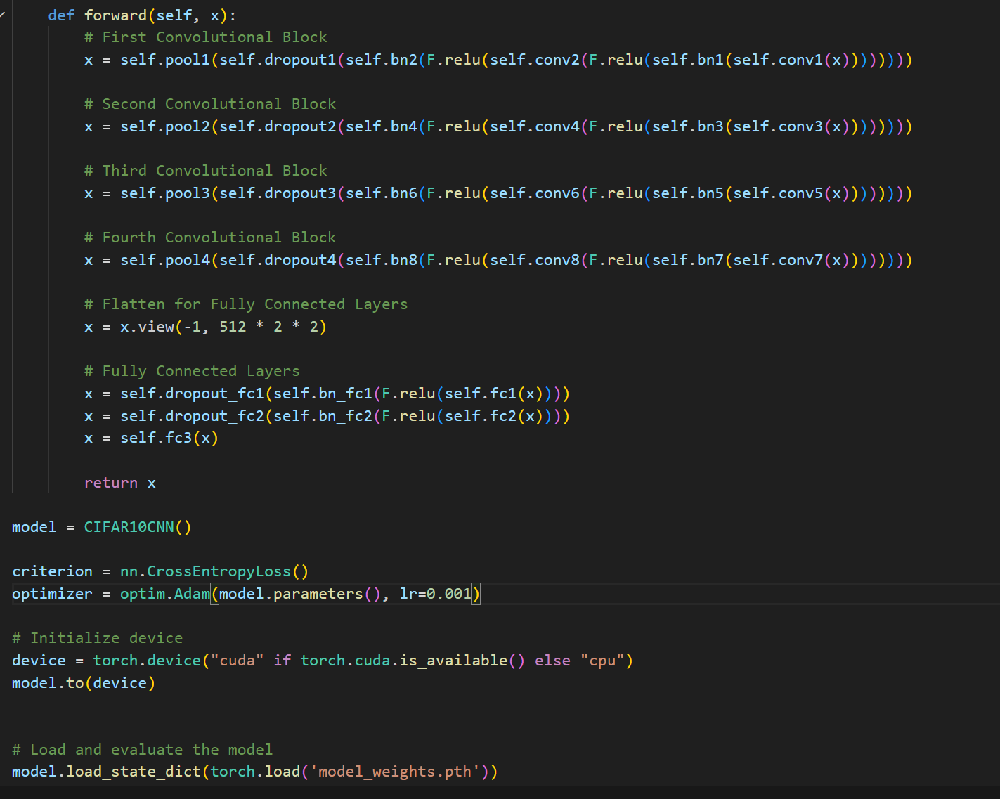 def forward(self, x):
# First Convolutional Block
x = self.pool1(self.dropout1(self.bn2(F.relu(self.conv2(F.relu(self.bn1(self.conv1(x))))))))
# Second Convolutional Block
x = self.pool2(self.dropout2(self.bn4(F.relu(self.conv4(F.relu(self.bn3(self.conv3(x))))))))
# Third Convolutional Block
x = self.pool3(self.dropout3(self.bn6(F.relu(self.conv6(F.relu(self.bn5(self.conv5(x))))))))
# Fourth Convolutional Block
x = self.pool4(self.dropout4(self.bn8(F.relu(self.conv8(F.relu(self.bn7(self.conv7(x))))))))
# Flatten for Fully Connected Layers
x = x.view(-1, 512 * 2 * 2)
# Fully Connected Layers
x = self.dropout_fc1(self.bn_fc1(F.relu(self.fc1(x))))
x = self.dropout_fc2(self.bn_fc2(F.relu(self.fc2(x))))
x = self.fc3(x)
return x
model = CIFAR10CNN()
criterion = nn.CrossEntropyLoss()
optimizer = optim.Adam(model.parameters(), lr=0.001)
# Initialize device
device = torch.device("cuda" if torch.cuda.is_available() else "cpu")
model.to(device)
# Load and evaluate the model
model.load_state_dict(torch.load('model_weights.pth'))